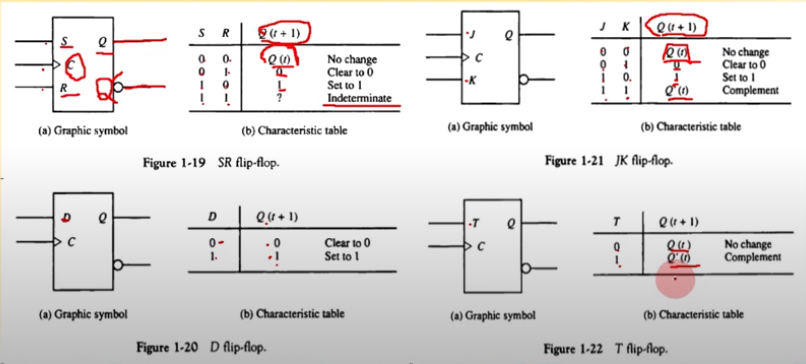 S Q
C
R
(a) Graphic symbol
S R Q (t + 1)
0 0 Q (t) No change
0 1 0 Clear to 0
1 0 1 Set to 1
1 1 ? Indeterminate
(b) Characteristic table
Figure 1-19 SR flip-flop.
J Q
C
K
(a) Graphic symbol
J K Q (t + 1)
0 0 Q (t) No change
0 1 0 Clear to 0
1 0 1 Set to 1
1 1 Q' (t) Complement
(b) Characteristic table
Figure 1-21 JK flip-flop.
D Q
C
(a) Graphic symbol
D Q (t + 1)
0 0 Clear to 0
1 1 Set to 1
(b) Characteristic table
Figure 1-20 D flip-flop.
T Q
C
(a) Graphic symbol
T Q (t + 1)
0 Q (t) No change
1 Q' (t) Complement
(b) Characteristic table
Figure 1-22 T flip-flop.